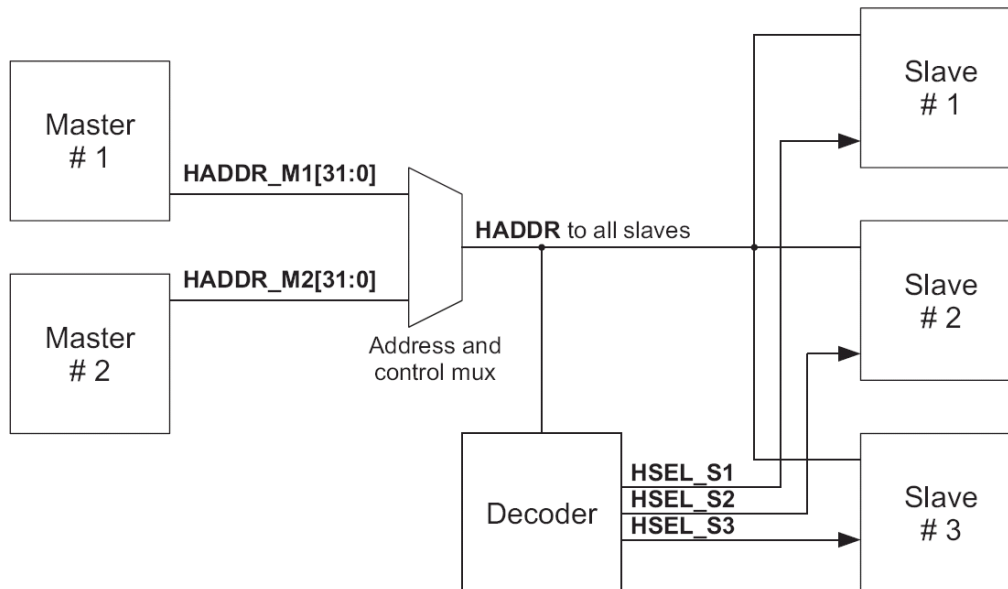 Master
# 1
HADDR_M1[31:0]
Master
# 2
HADDR_M2[31:0]
Address and
control mux
HADDR to all slaves
Decoder
HSEL_S1
HSEL_S2
HSEL_S3
Slave
# 1
Slave
# 2
Slave
# 3